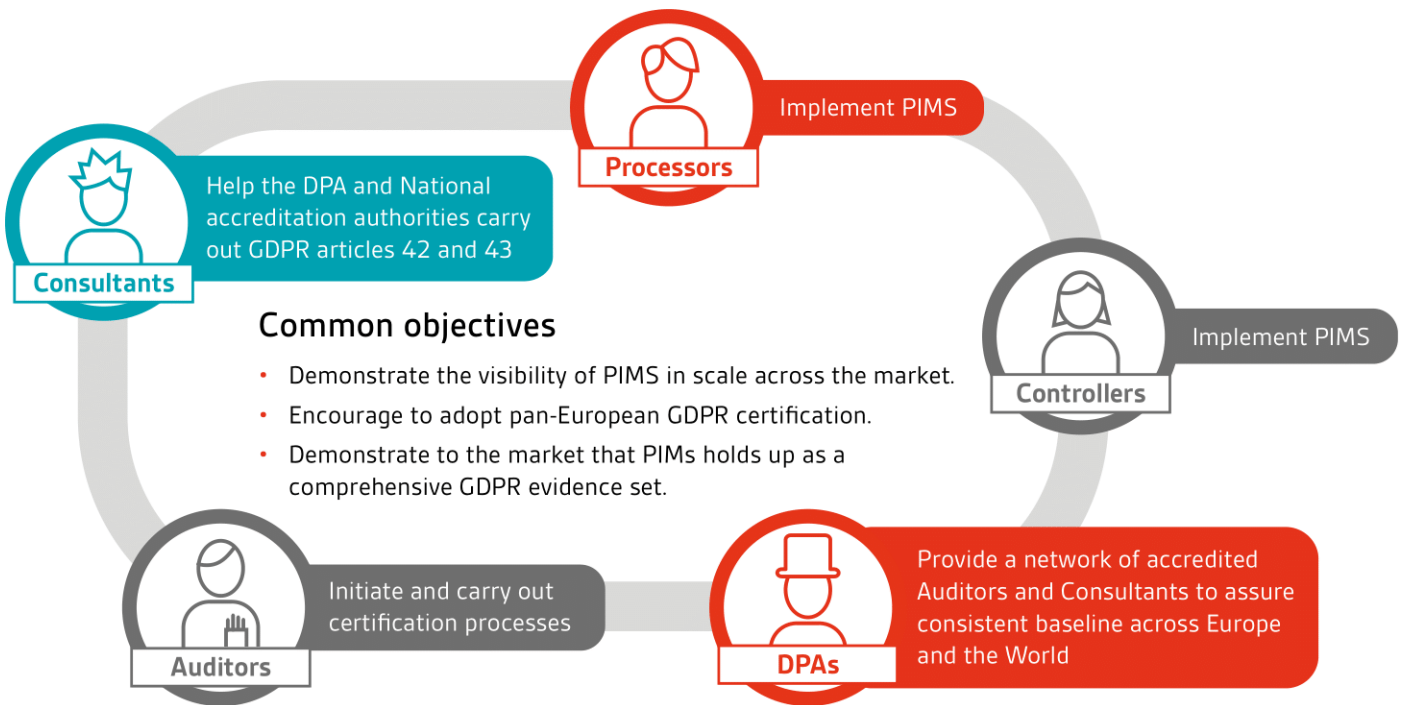 Implement PIMS
Processors
Help the DPA and National
accreditation authorities carry
out GDPR articles 42 and 43
Consultants
Implement PIMS
Controllers
Common objectives
• Demonstrate the visibility of PIMS in scale across the market.
• Encourage to adopt pan-European GDPR certification.
• Demonstrate to the market that PIMs holds up as a
comprehensive GDPR evidence set.
Initiate and carry out
certification processes
Auditors
Provide a network of accredited
Auditors and Consultants to assure
consistent baseline across Europe
and the World
DPAs